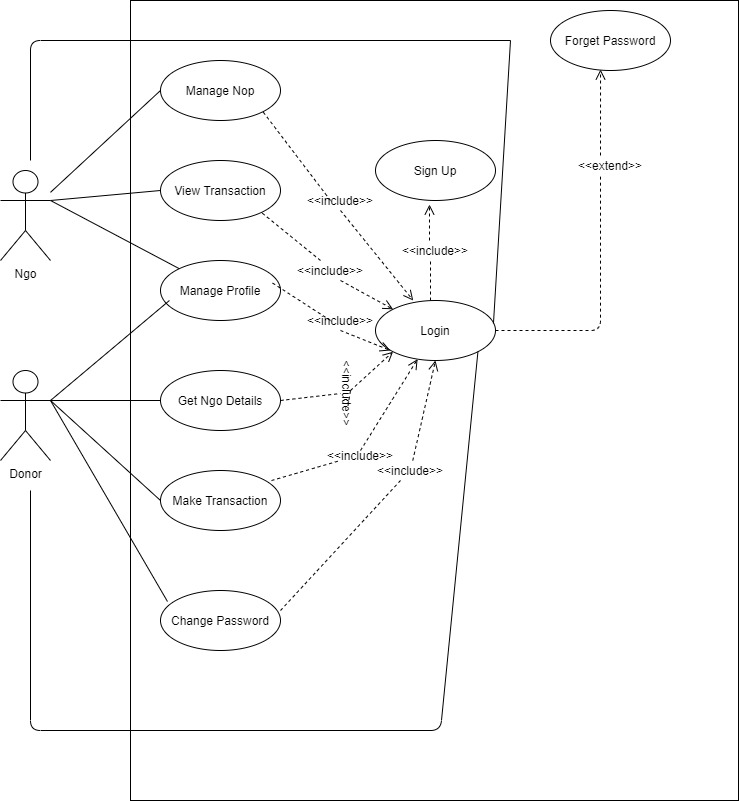 Forget Password
Manage Nop
<<extend>>
Sign Up
View Transaction
<<include>>
Ngo
<<include>>
<<include>>
Manage Profile
<<include>>
Login
<<include>>
Get Ngo Details
Donor
<<include>>
<<include>>
Make Transaction
Change Password